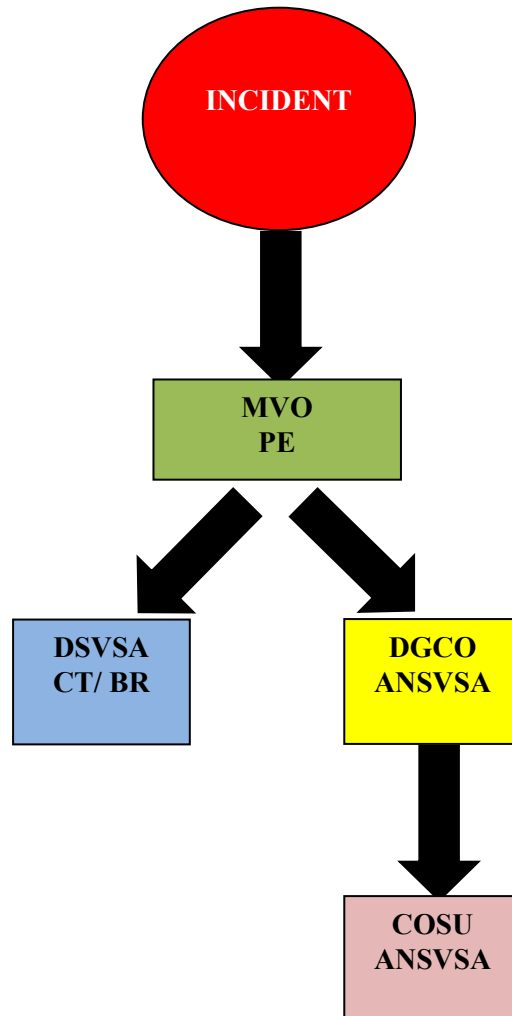 INCIDENT
MVO
PE
DSVSA
CT/ BR
DGCO
ANSVSA
COSU
ANSVSA